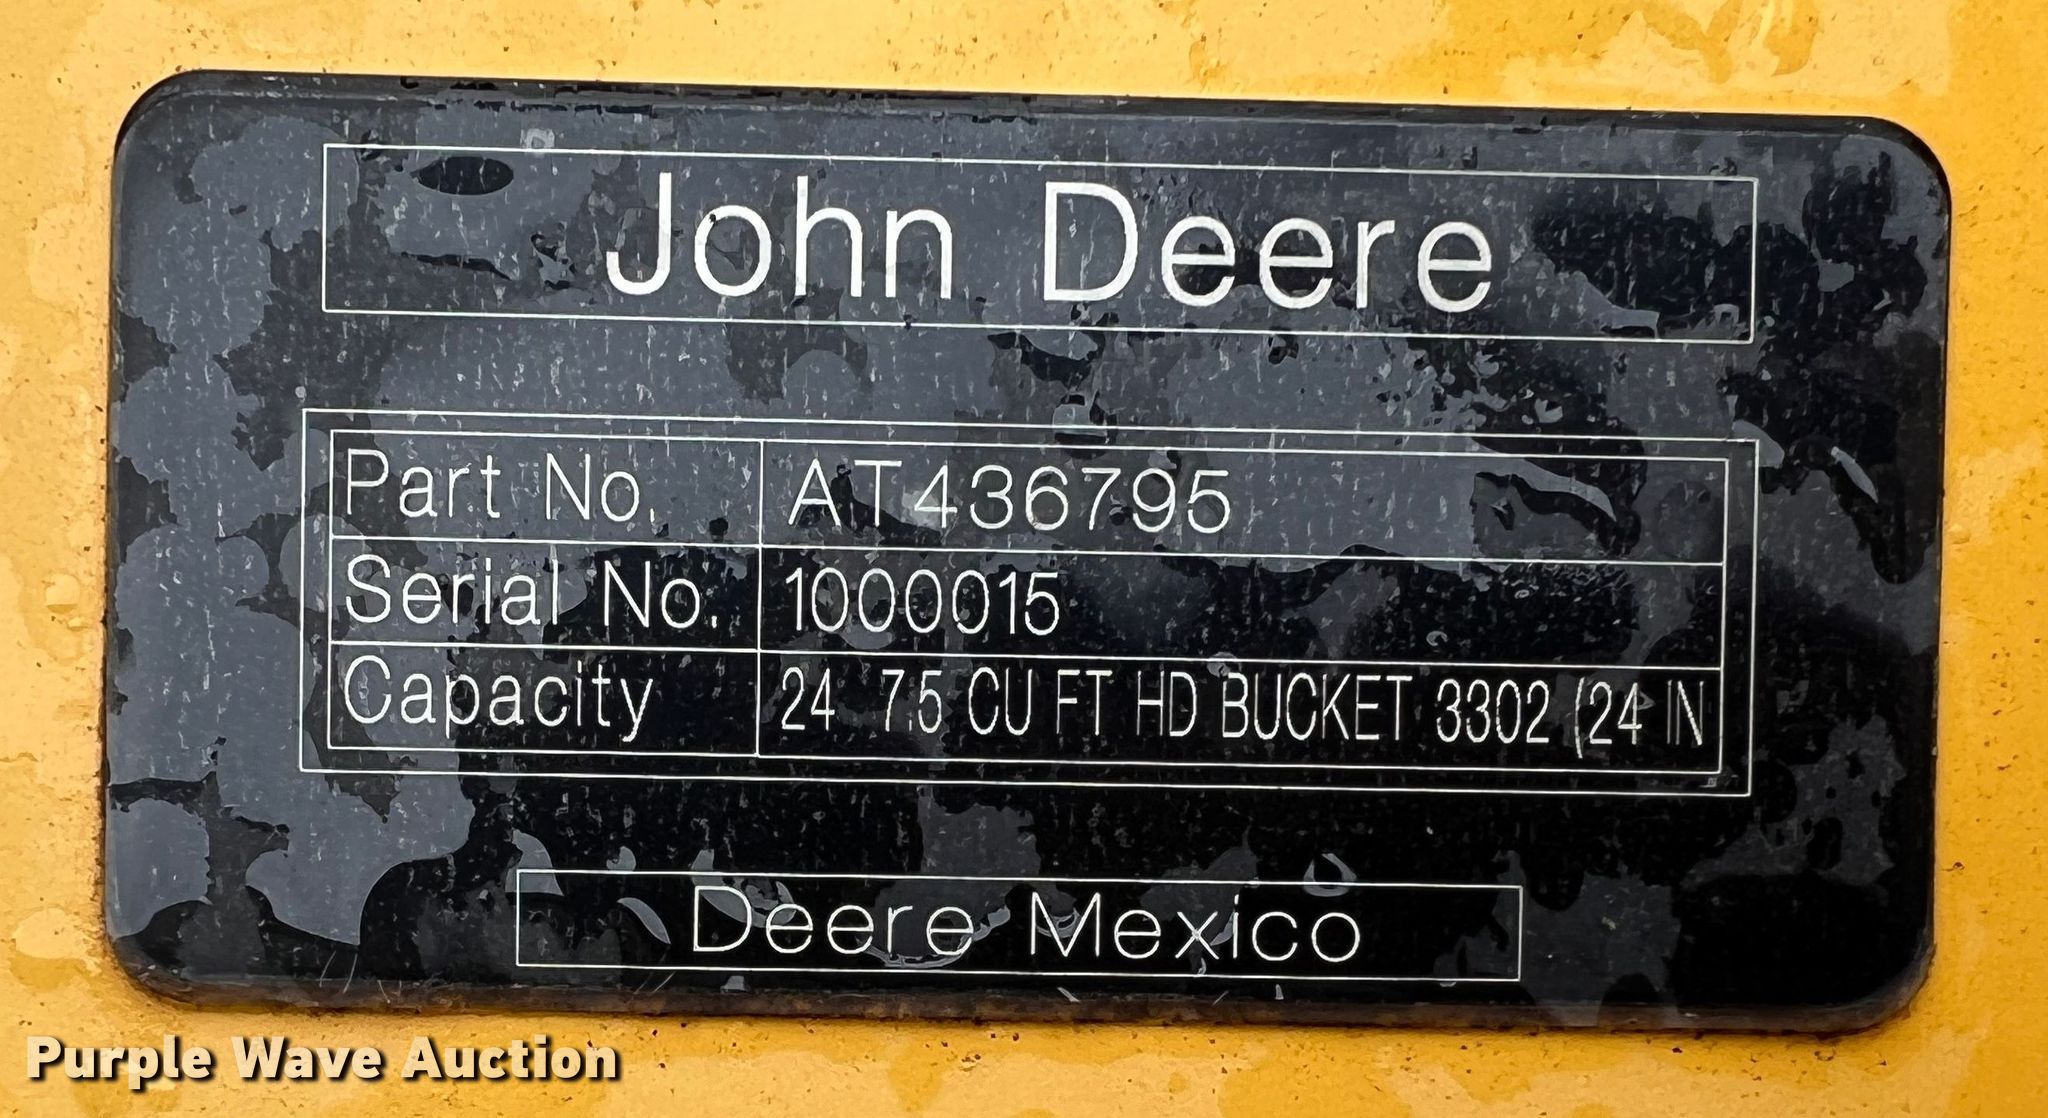 John Deere
Part No. AT436795
Serial No. 1000015
Capacity 24 7.5 CU FT HD BUCKET 3302 (24 IN
Deere Mexico
Purple Wave Auction